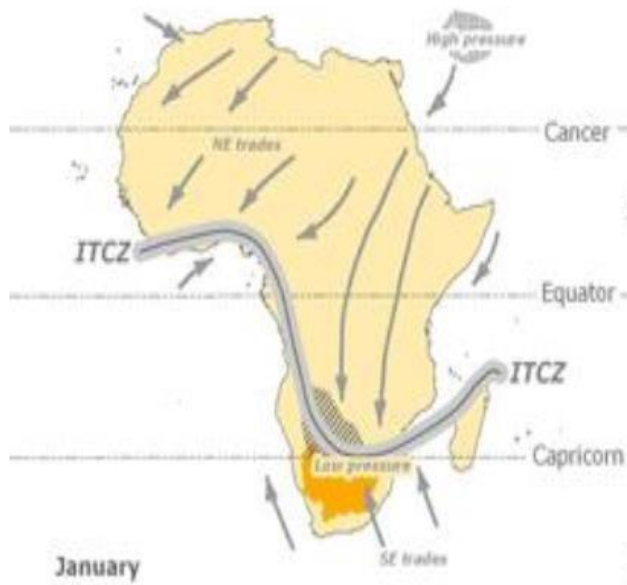 High pressure
Cancer
NE trades
ITCZ
Equator
ITCZ
Capricorn
Low pressure
SE trades
January